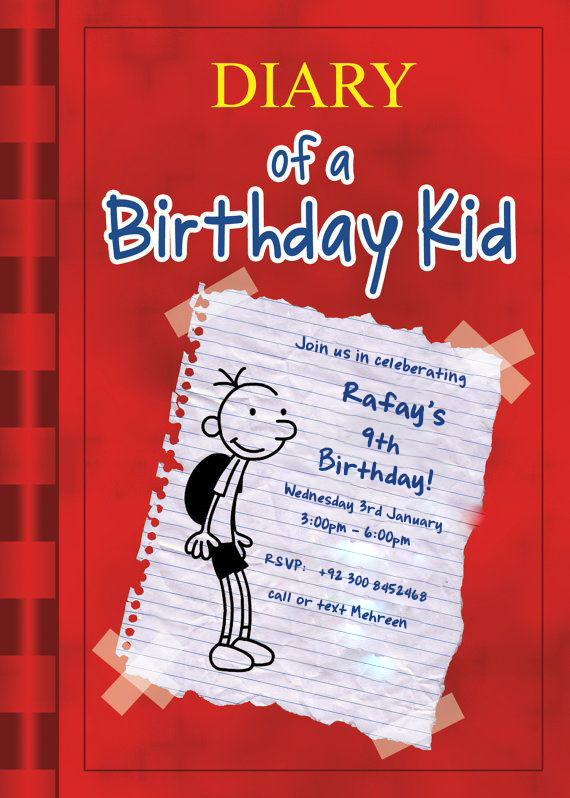 DIARY
of a
Birthday Kid
Join us in celeberating
Rafay's
9th
Birthday!
Wednesday 3rd January
3:00pm - 6:00pm
RSVP: +92 300 8452468
call or text Mehreen